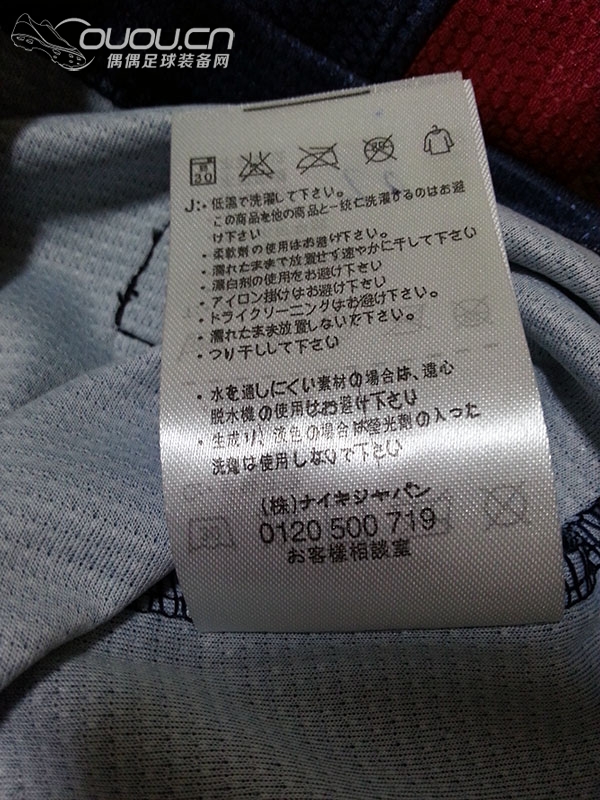 OUOU.CN
偶偶足球装备网
30
J:・低温で洗濯して下さい。
この商品を他の商品と一统仁洗濯するのはお避
け下さい
・柔軟剤の使用はお避け下さい。
・濡れたままで放置せず速やかに干して下さい
・漂白剤の使用をお避け下さい
・アイロン掛けはお避け下さい
・ドライクリーニングはお避け下さい。
・濡れたまま放置しないで下さい。
・つり干しして下さい
・水を通しにくい素材の場合は、遠心
脱水機の使用はお避け下さい
・生成り、淡色の場合は螢光剤の入った
洗濯は使用しないで下さい
(株)ナイキジャパン
0120 500 719
お客様相談室